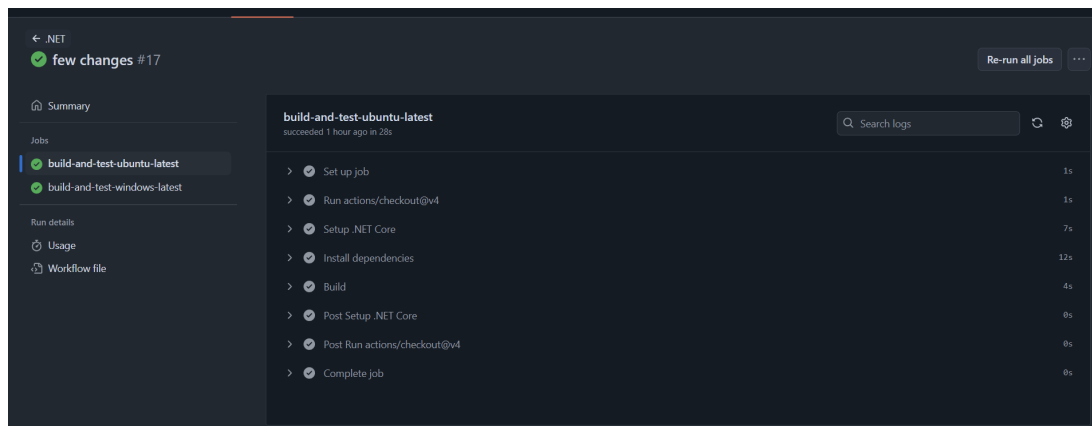 ← .NET
few changes #17
Re-run all jobs
Summary
Jobs
build-and-test-ubuntu-latest
build-and-test-windows-latest
Run details
Usage
Workflow file
build-and-test-ubuntu-latest
succeeded 1 hour ago in 28s
Search logs
Set up job 1s
Run actions/checkout@v4 1s
Setup .NET Core 7s
Install dependencies 12s
Build 4s
Post Setup .NET Core 0s
Post Run actions/checkout@v4 0s
Complete job 0s